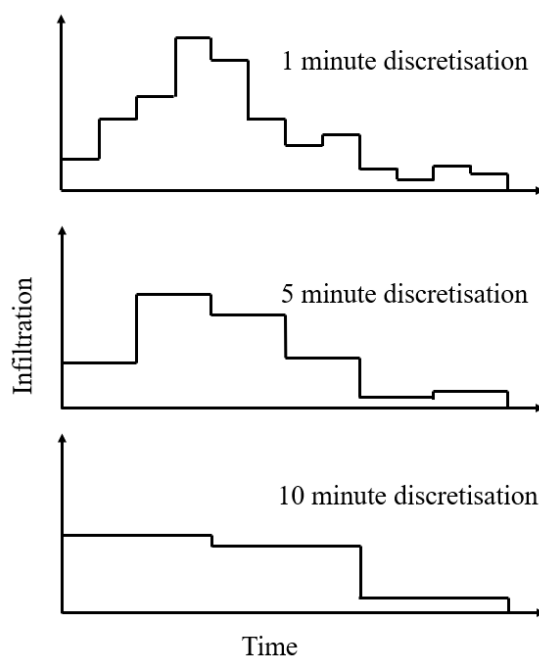 1 minute discretisation
5 minute discretisation
Infiltration
10 minute discretisation
Time